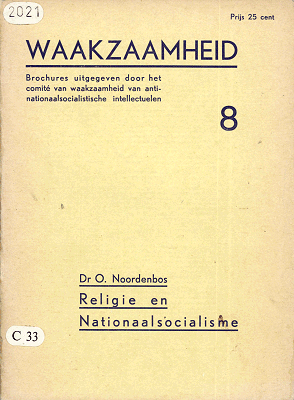 2021
Prijs 25 cent
WAAKZAAMHEID
Brochures uitgegeven door het
comité van waakzaamheid van anti-
nationaalsocialistische intellectuelen
8
Dr O. Noordenbos
Religie en
Nationaalsocialisme
C 33